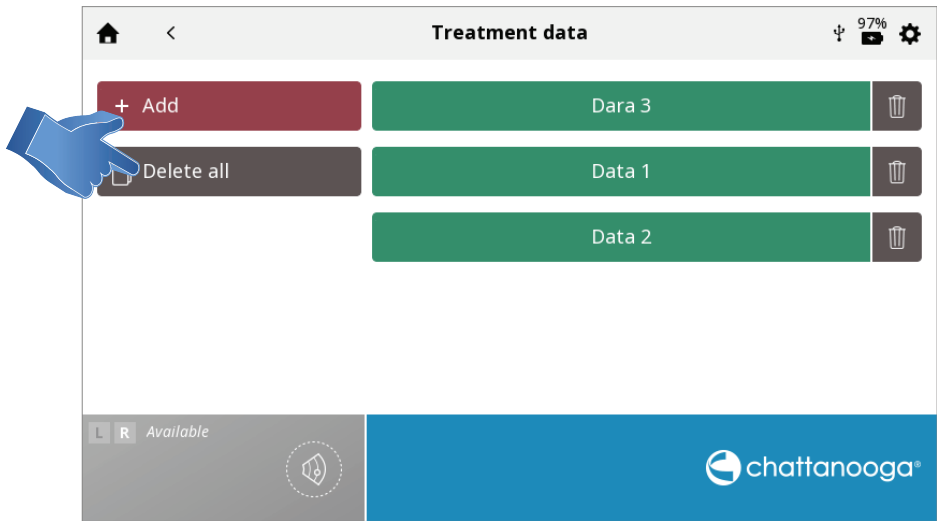 Treatment data
97%
+ Add
Dara 3
Delete all
Data 1
Data 2
L R Available
chattanooga®